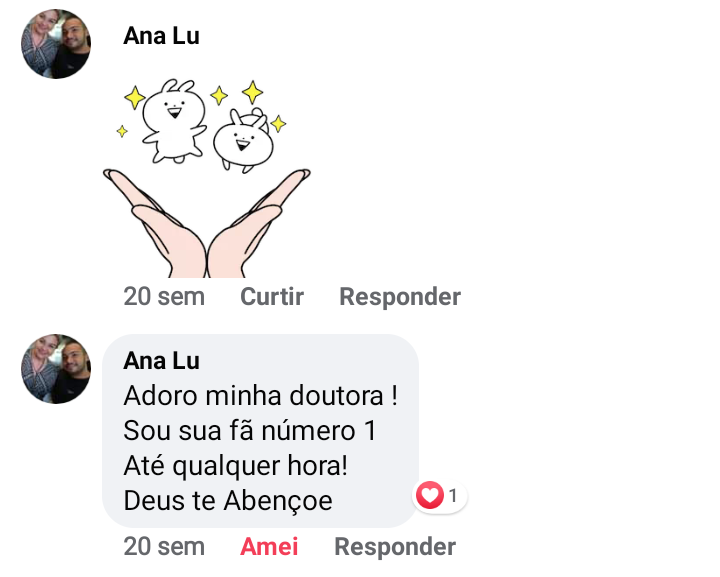 Ana Lu
20 sem Curtir Responder
Ana Lu
Adoro minha doutora !
Sou sua fã número 1
Até qualquer hora!
Deus te Abençoe
1
20 sem Amei Responder